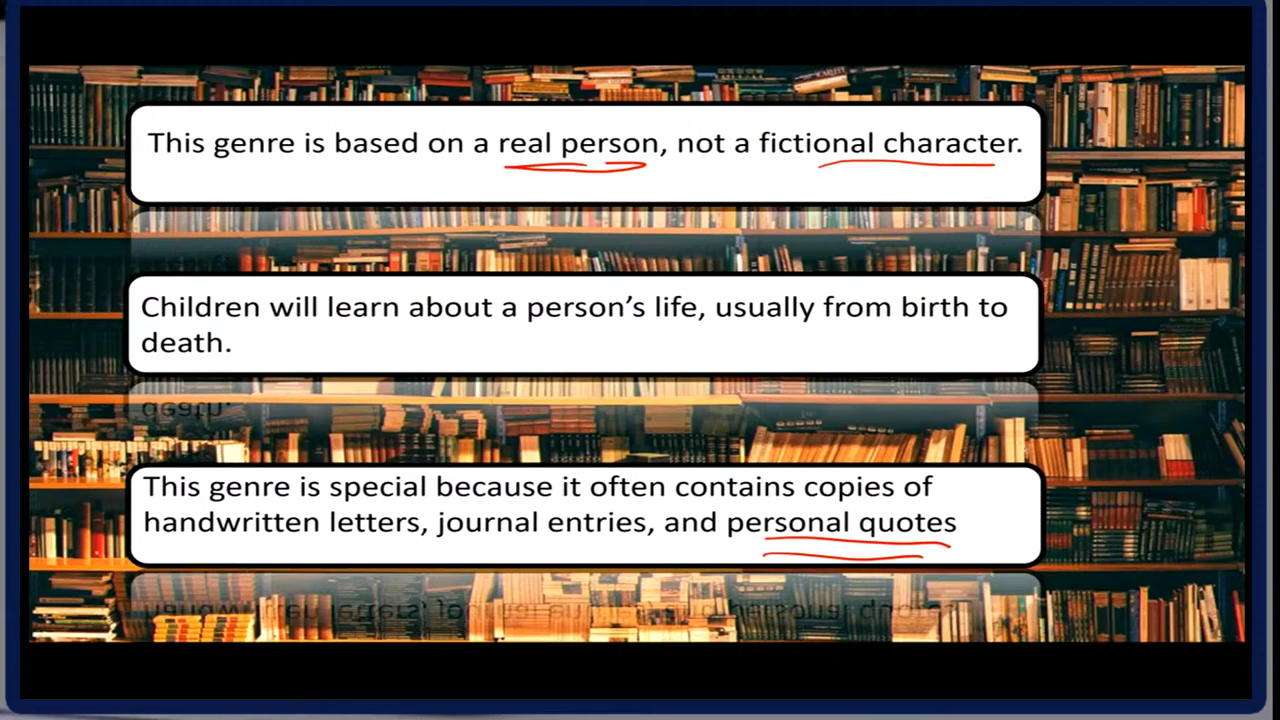 This genre is based on a real person, not a fictional character.
Children will learn about a person’s life, usually from birth to
death.
This genre is special because it often contains copies of
handwritten letters, journal entries, and personal quotes